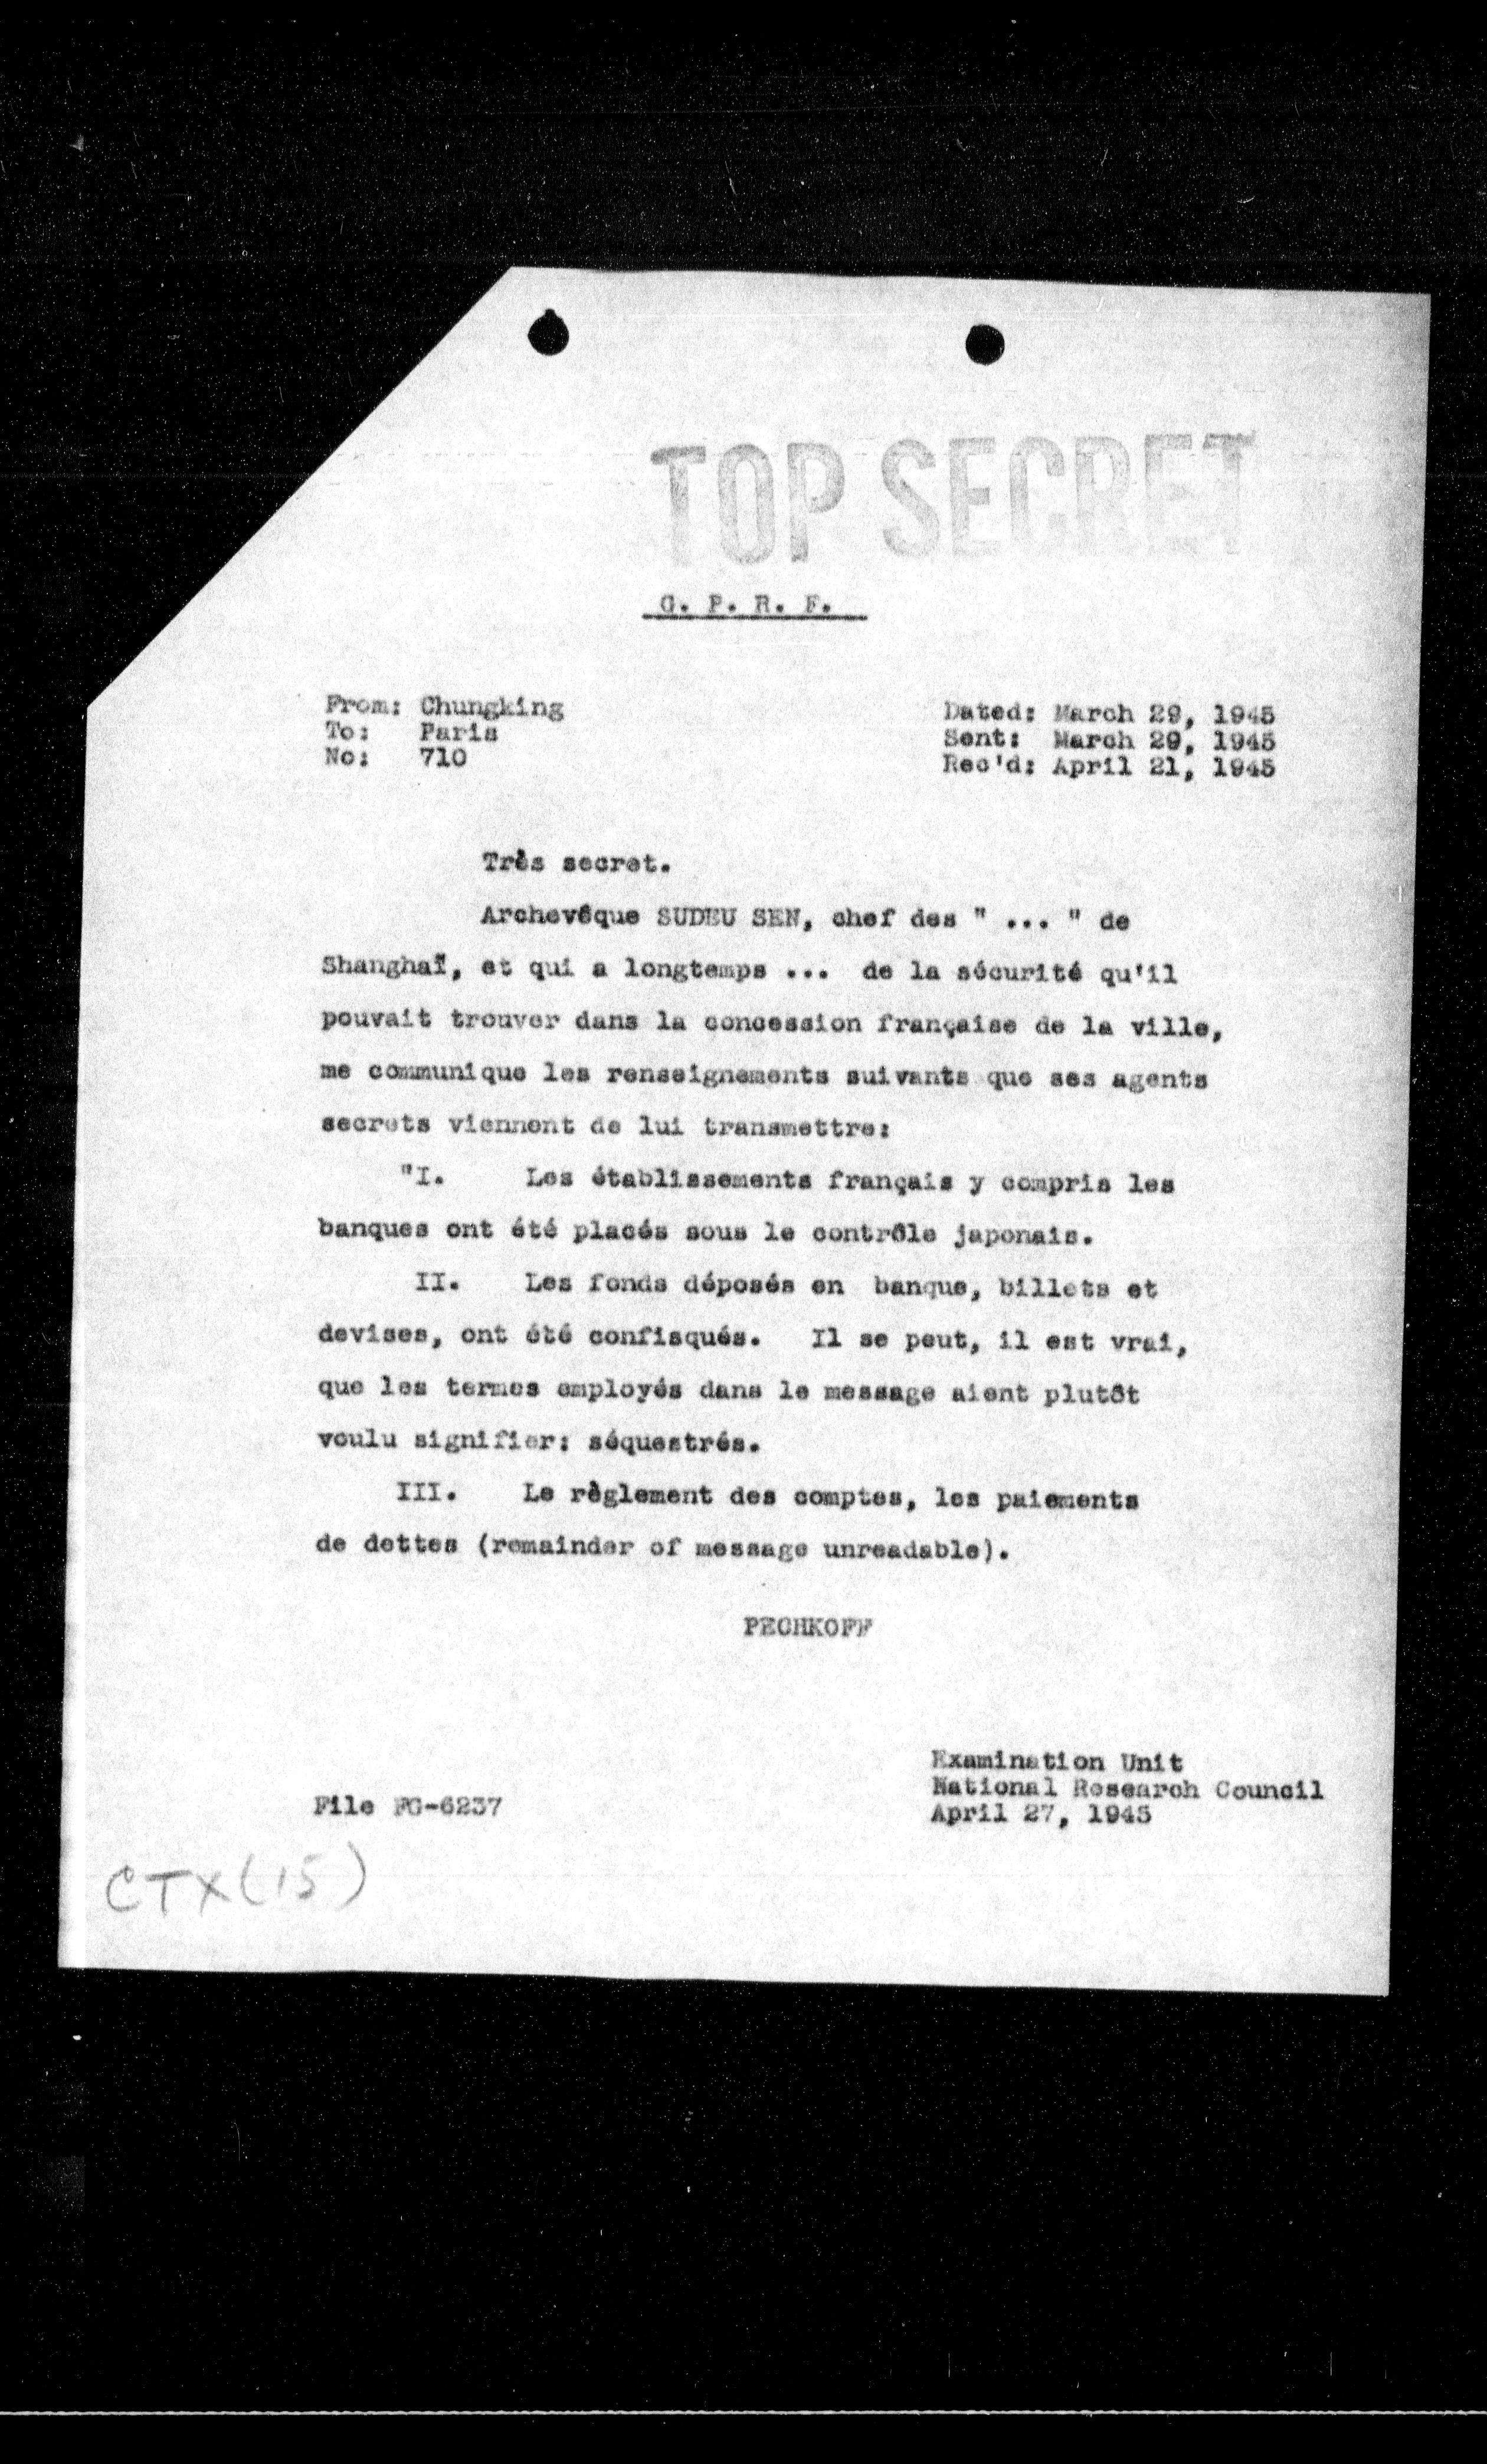 TOP SECRET
G. P. R. F.
From: Chungking
To: Paris
No: 710
Dated: March 29, 1945
Sent: March 29, 1945
Rec'd: April 21, 1945
Très secret.
Archevêque SUDEU SEN, chef des " ... " de
Shanghaï, et qui a longtemps ... de la sécurité qu'il
pouvait trouver dans la concession française de la ville,
me communique les renseignements suivants que ses agents
secrets viennent de lui transmettre:
"I. Les établissements français y compris les
banques ont été placés sous le contrôle japonais.
II. Les fonds déposés en banque, billets et
devises, ont été confisqués. Il se peut, il est vrai,
que les termes employés dans le message aient plutôt
voulu signifier: séquestrés.
III. Le règlement des comptes, les paiements
de dettes (remainder of message unreadable).
PECHKOFF
Examination Unit
National Research Council
April 27, 1945
File FG-6237
CTX(15)